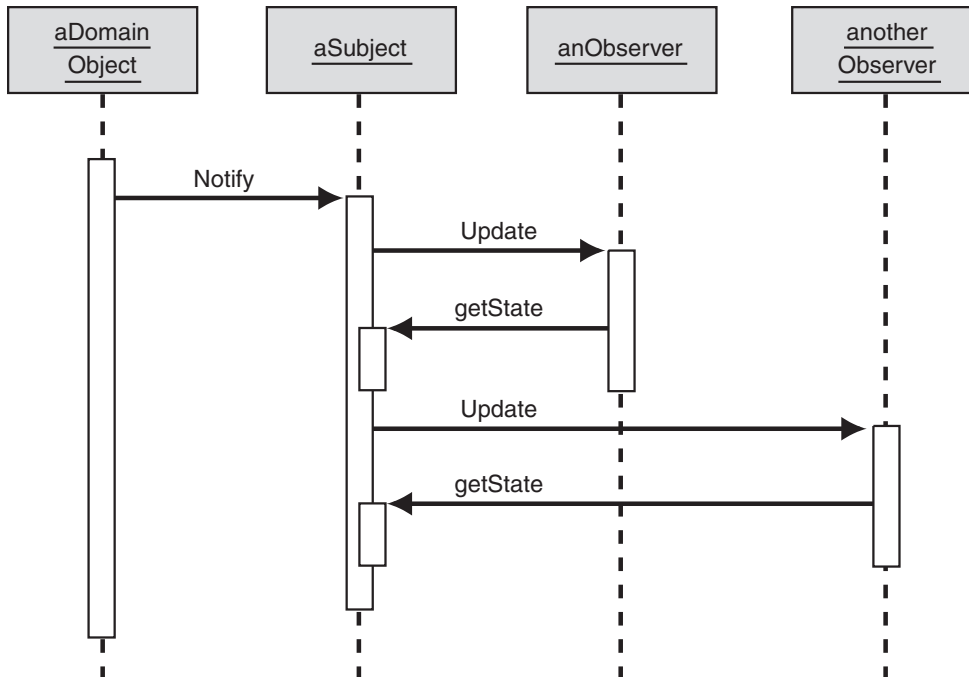 aDomain
Object
aSubject
anObserver
another
Observer
Notify
Update
getState
Update
getState